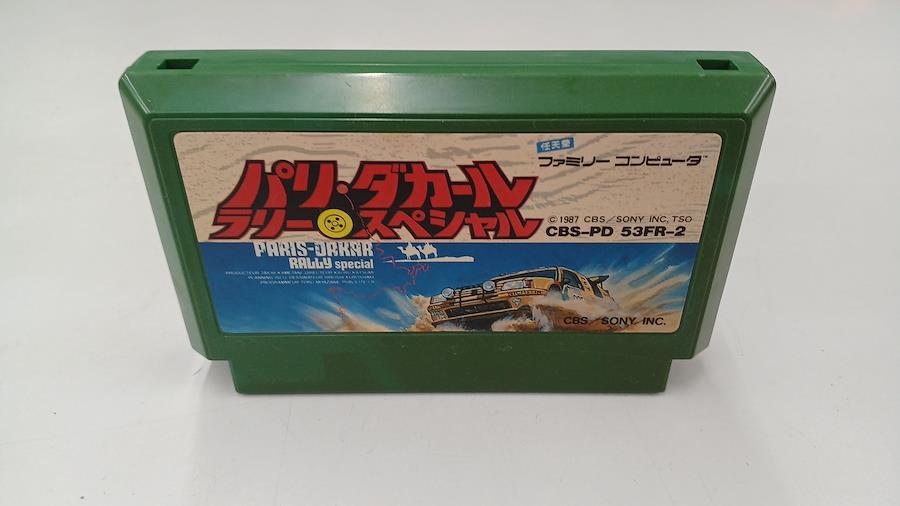 任天堂
ファミリー コンピュータ™
パリ・ダカール
ラリー スペシャル
© 1987 CBS/SONY INC, TSO
CBS-PD 53FR-2
PARIS-DAKAR
RALLY special
CBS/SONY INC.